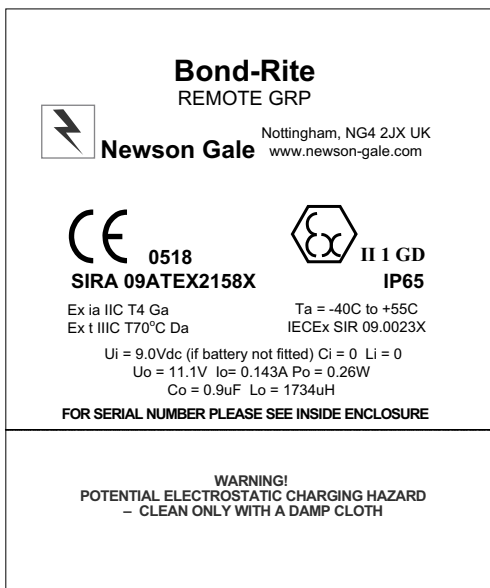 Bond-Rite
REMOTE GRP
Newson Gale
Nottingham, NG4 2JX UK
www.newson-gale.com
CE 0518
SIRA 09ATEX2158X
Ex II 1 GD
IP65
Ex ia IIC T4 Ga
Ex t IIIC T70°C Da
Ta = -40C to +55C
IECEx SIR 09.0023X
Ui = 9.0Vdc (if battery not fitted) Ci = 0 Li = 0
Uo = 11.1V Io= 0.143A Po = 0.26W
Co = 0.9uF Lo = 1734uH
FOR SERIAL NUMBER PLEASE SEE INSIDE ENCLOSURE
WARNING!
POTENTIAL ELECTROSTATIC CHARGING HAZARD
– CLEAN ONLY WITH A DAMP CLOTH